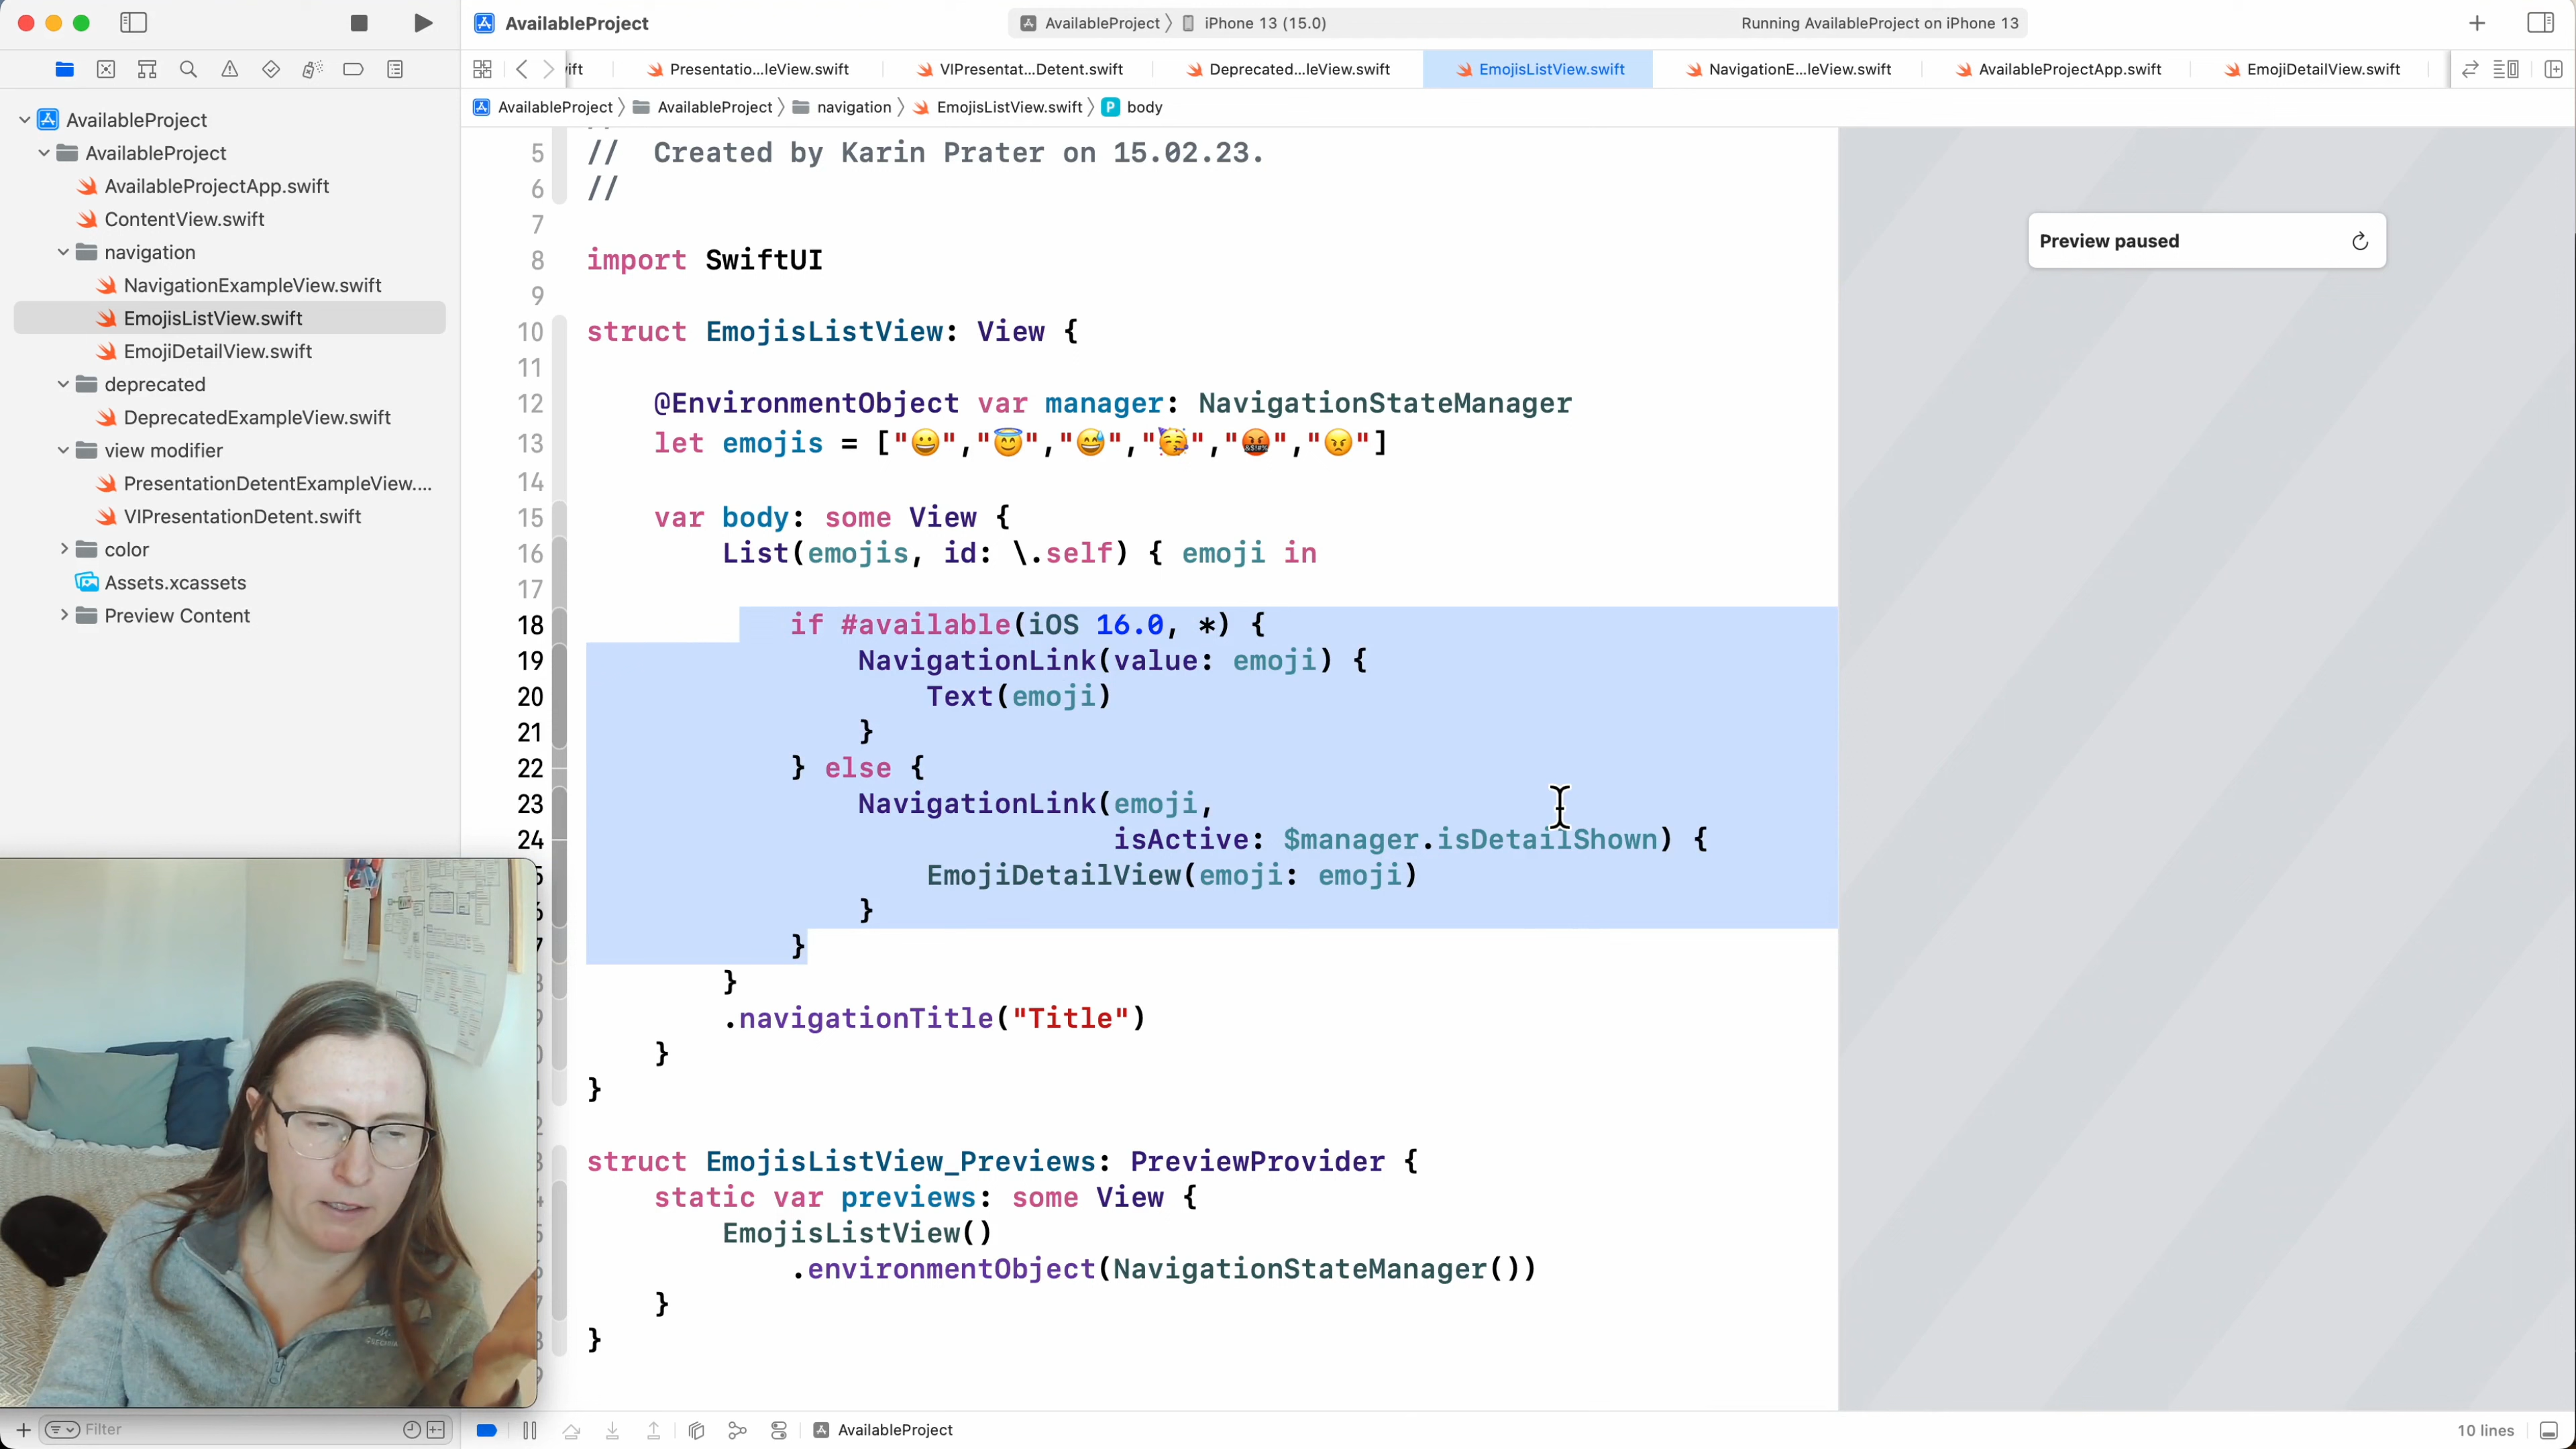 AvailableProject
AvailableProject
iPhone 13 (15.0)
Running AvailableProject on iPhone 13
ift
Presentatio...leView.swift
VIPresentat...Detent.swift
Deprecated...leView.swift
EmojisListView.swift
NavigationE...leView.swift
AvailableProjectApp.swift
EmojiDetailView.swift
AvailableProject
AvailableProject
navigation
EmojisListView.swift
P body
AvailableProject
AvailableProject
AvailableProjectApp.swift
ContentView.swift
navigation
NavigationExampleView.swift
EmojisListView.swift
EmojiDetailView.swift
deprecated
DeprecatedExampleView.swift
view modifier
PresentationDetentExampleView....
VIPresentationDetent.swift
color
Assets.xcassets
Preview Content
5 // Created by Karin Prater on 15.02.23.
6 //
7
8 import SwiftUI
9
10 struct EmojisListView: View {
11
12 @EnvironmentObject var manager: NavigationStateManager
13 let emojis = ["😀","😇","😅","🥳","🤬","😠"]
14
15 var body: some View {
16 List(emojis, id: \.self) { emoji in
17
18 if #available(iOS 16.0, *) {
19 NavigationLink(value: emoji) {
20 Text(emoji)
21 }
22 } else {
23 NavigationLink(emoji,
24 isActive: $manager.isDetailShown) {
EmojiDetailView(emoji: emoji)
}
}
}
.navigationTitle("Title")
}
}
struct EmojisListView_Previews: PreviewProvider {
static var previews: some View {
EmojisListView()
.environmentObject(NavigationStateManager())
}
}
Preview paused
Filter
AvailableProject
10 lines